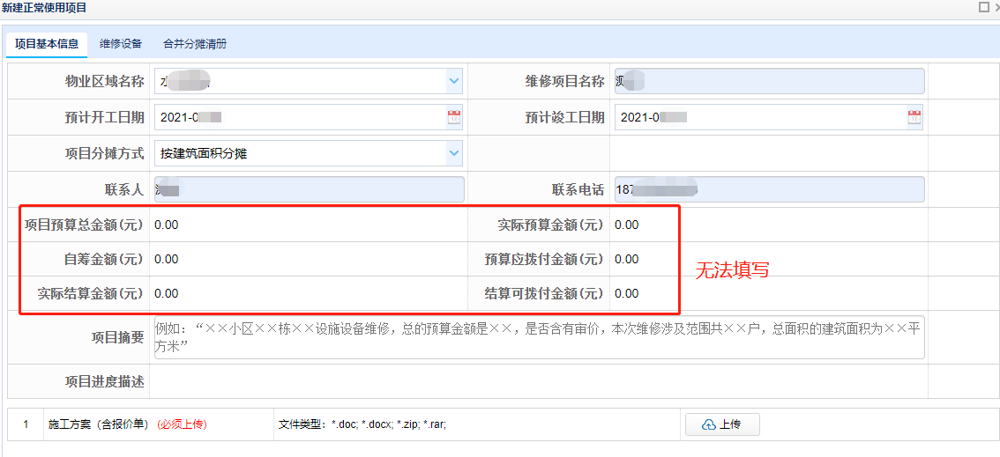 新建正常使用项目
项目基本信息 维修设备 合并分摊清册
物业区域名称 维修项目名称
预计开工日期 2021-0 预计竣工日期 2021-0
项目分摊方式 按建筑面积分摊
联系人 联系电话 187
项目预算总金额(元) 0.00 实际预算金额(元) 0.00
自筹金额(元) 0.00 预算应拨付金额(元) 0.00
无法填写
实际结算金额(元) 0.00 结算可拨付金额(元) 0.00
项目摘要 例如：“××小区××栋××设施设备维修，总的预算金额是××，是否含有审价，本次维修涉及范围共××户，总面积的建筑面积为××平
方米”
项目进度描述
1 施工方案（含报价单）(必须上传) 文件类型：*.doc; *.docx; *.zip; *.rar; 上传